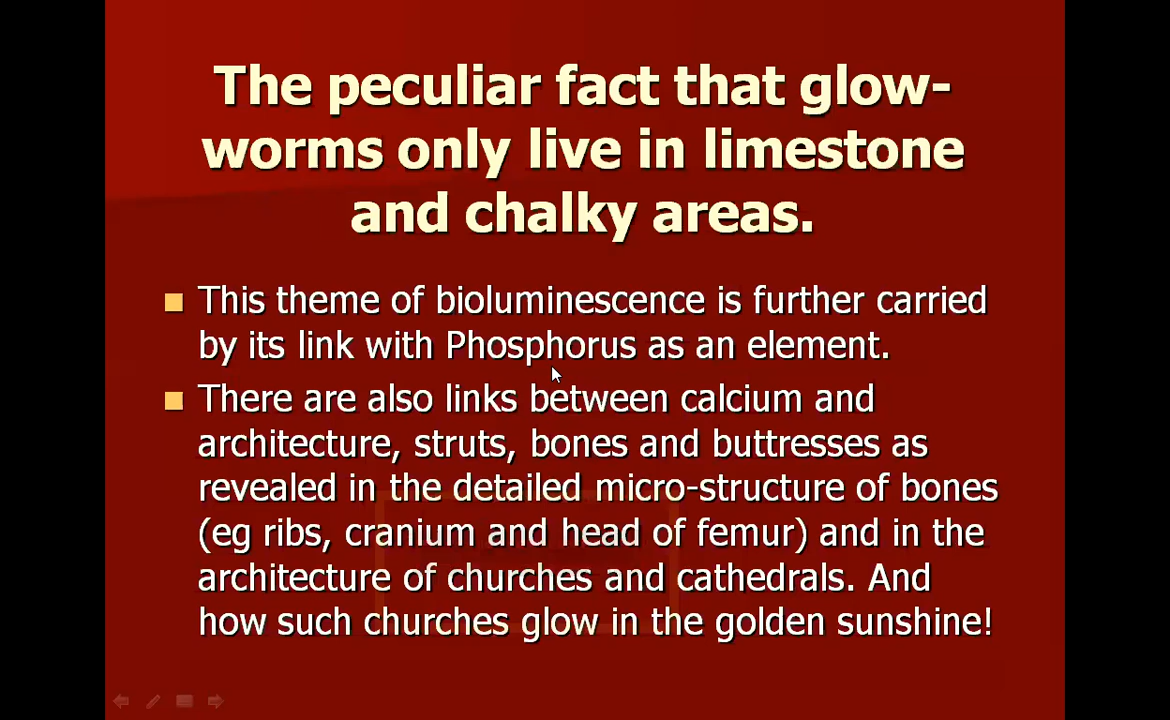 The peculiar fact that glow-
worms only live in limestone
and chalky areas.
This theme of bioluminescence is further carried
by its link with Phosphorus as an element.
There are also links between calcium and
architecture, struts, bones and buttresses as
revealed in the detailed micro-structure of bones
(eg ribs, cranium and head of femur) and in the
architecture of churches and cathedrals. And
how such churches glow in the golden sunshine!